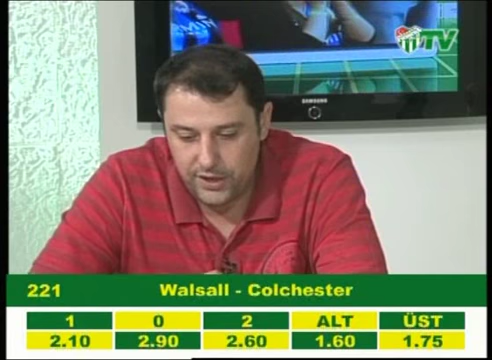 TV
SAMSUNG
221 Walsall - Colchester
1 0 2 ALT ÜST
2.10 2.90 2.60 1.60 1.75